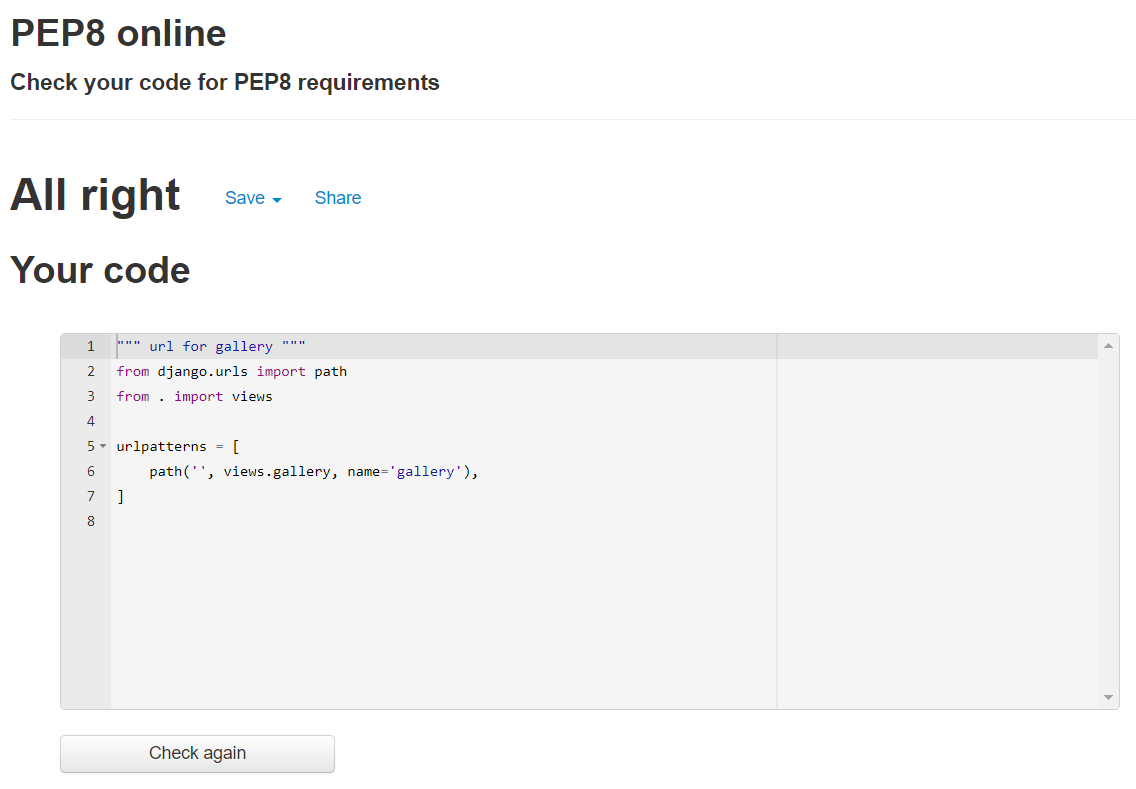 PEP8 online
Check your code for PEP8 requirements
All right Save Share
Your code
1 """ url for gallery """
2 from django.urls import path
3 from . import views
4
5 urlpatterns = [
6     path('', views.gallery, name='gallery'),
7 ]
8
Check again